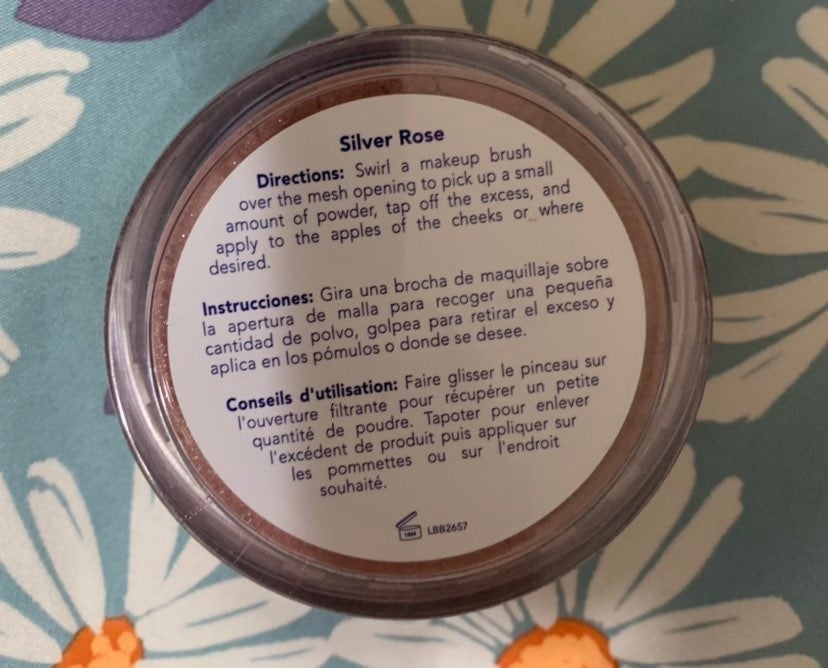 Silver Rose
Directions: Swirl a makeup brush
over the mesh opening to pick up a small
amount of powder, tap off the excess, and
apply to the apples of the cheeks or where
desired.
Instrucciones: Gira una brocha de maquillaje sobre
la apertura de malla para recoger una pequeña
cantidad de polvo, golpea para retirar el exceso y
aplica en los pómulos o donde se desee.
Conseils d'utilisation: Faire glisser le pinceau sur
l'ouverture filtrante pour récupérer un petite
quantité de poudre. Tapoter pour enlever
l'excédent de produit puis appliquer sur
les pommettes ou sur l'endroit
souhaité.
18M LBB2657